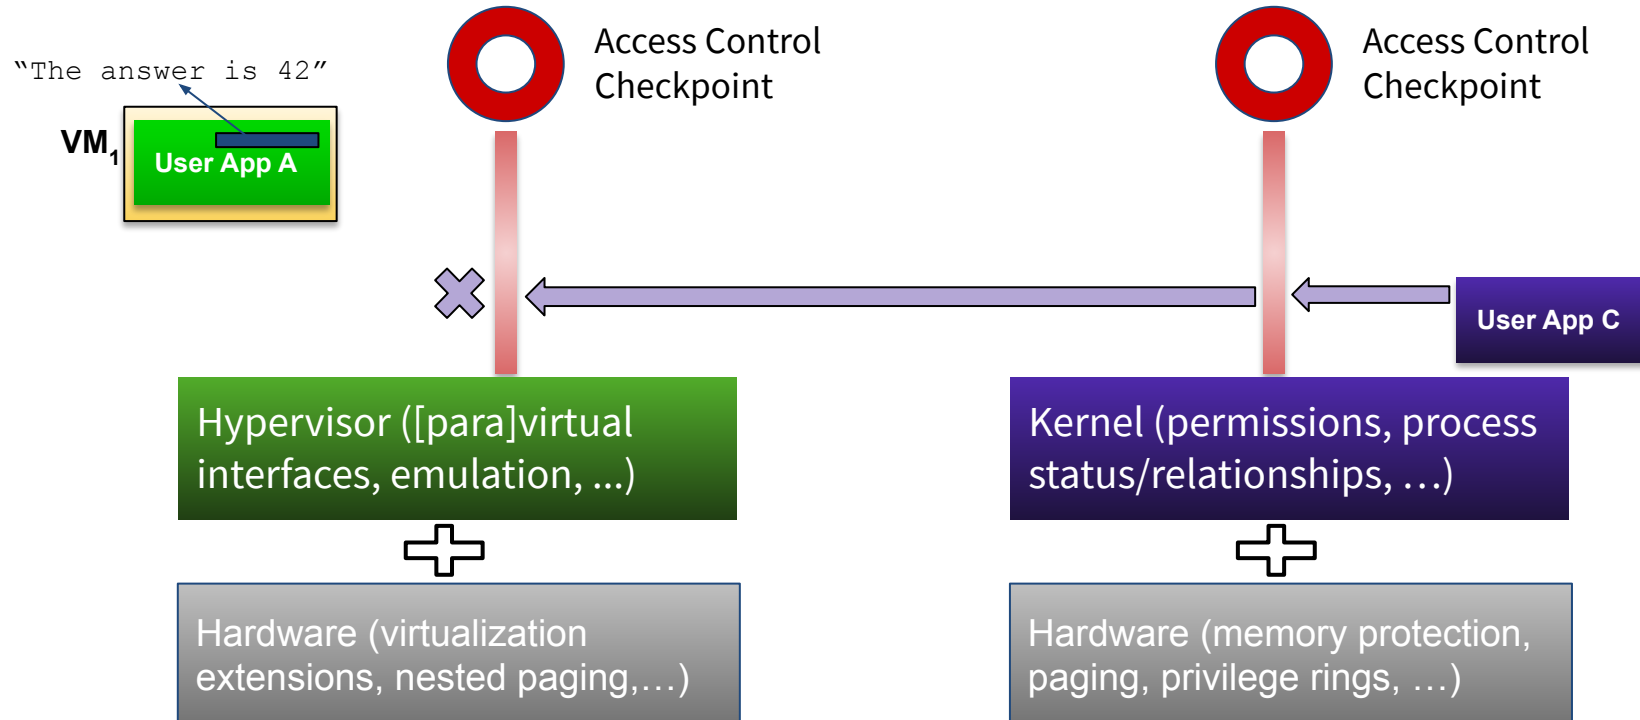 “The answer is 42”
VM1
User App A
Access Control
Checkpoint
Access Control
Checkpoint
User App C
Hypervisor ([para]virtual
interfaces, emulation, ...)
Kernel (permissions, process
status/relationships, …)
Hardware (virtualization
extensions, nested paging,…)
Hardware (memory protection,
paging, privilege rings, …)